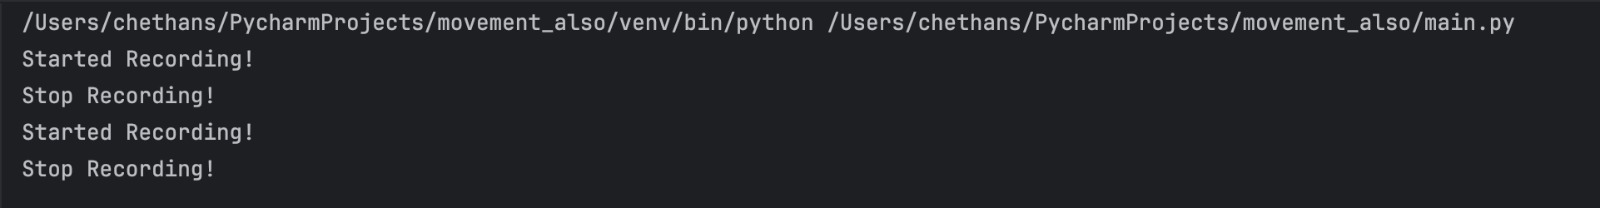 /Users/chethans/PycharmProjects/movement_also/venv/bin/python /Users/chethans/PycharmProjects/movement_also/main.py
Started Recording!
Stop Recording!
Started Recording!
Stop Recording!